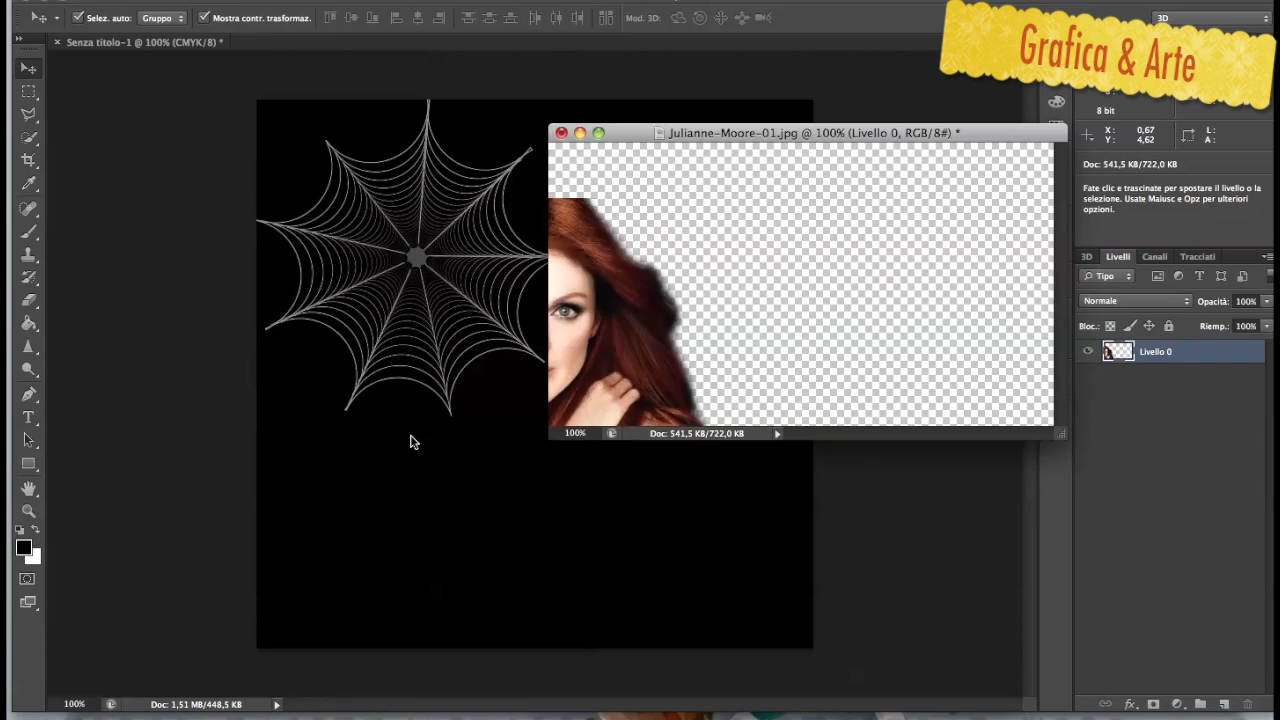 Selez. auto:
Gruppo
Mostra contr. trasformaz.
Mod. 3D:
3D
Grafica & Arte
Senza titolo-1 @ 100% (CMYK/8) *
8 bit
X: 0,67
Y: 4,62
L:
A:
Julianne-Moore-01.jpg @ 100% (Livello 0, RGB/8#) *
Doc: 541,5 KB/722,0 KB
Fate clic e trascinate per spostare il livello o la
selezione. Usate Maiusc e Opz per ulteriori
opzioni.
3D
Livelli
Canali
Tracciati
Tipo
Normale
Opacità: 100%
Bloc.:
Riemp.: 100%
Livello 0
100%
Doc: 541,5 KB/722,0 KB
100%
Doc: 1,51 MB/448,5 KB